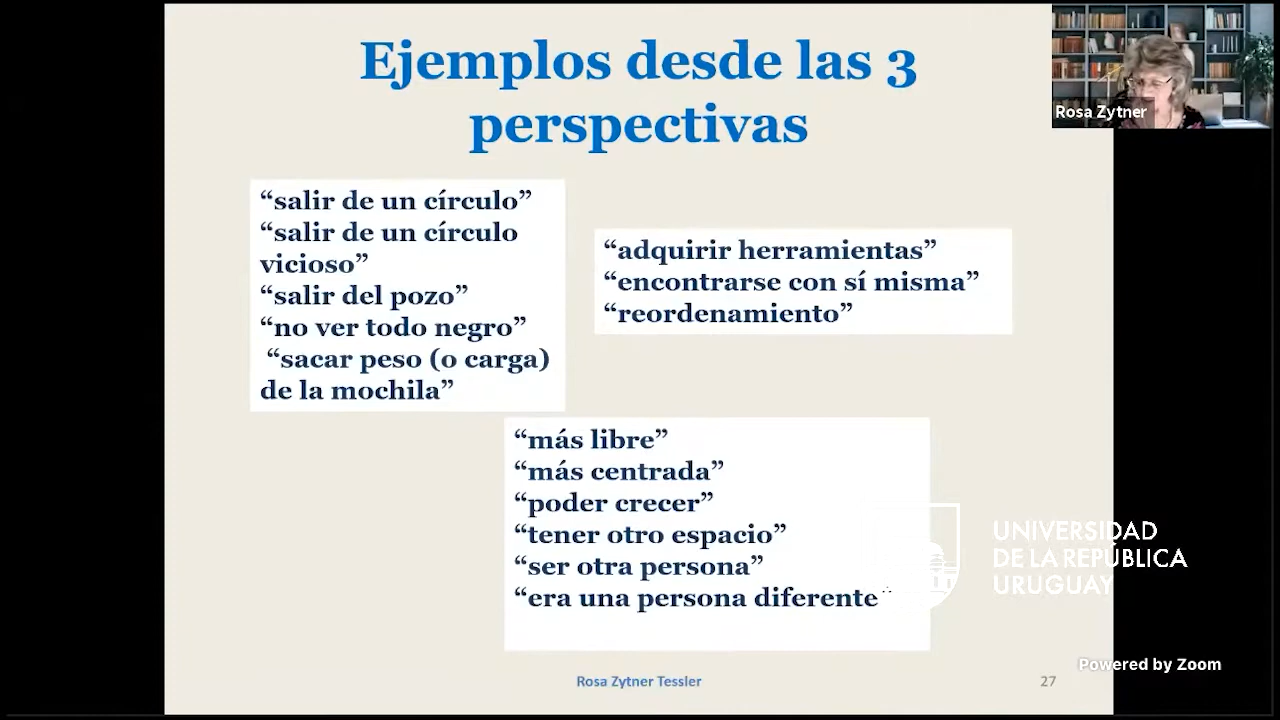 Ejemplos desde las 3
perspectivas
Rosa Zytner
“salir de un círculo”
“salir de un círculo
vicioso”
“salir del pozo”
“no ver todo negro”
“sacar peso (o carga)
de la mochila”
“adquirir herramientas”
“encontrarse con sí misma”
“reordenamiento”
“más libre”
“más centrada”
“poder crecer”
“tener otro espacio”
“ser otra persona”
“era una persona diferente”
UNIVERSIDAD
DE LA REPÚBLICA
URUGUAY
Powered by Zoom
Rosa Zytner Tessler
27